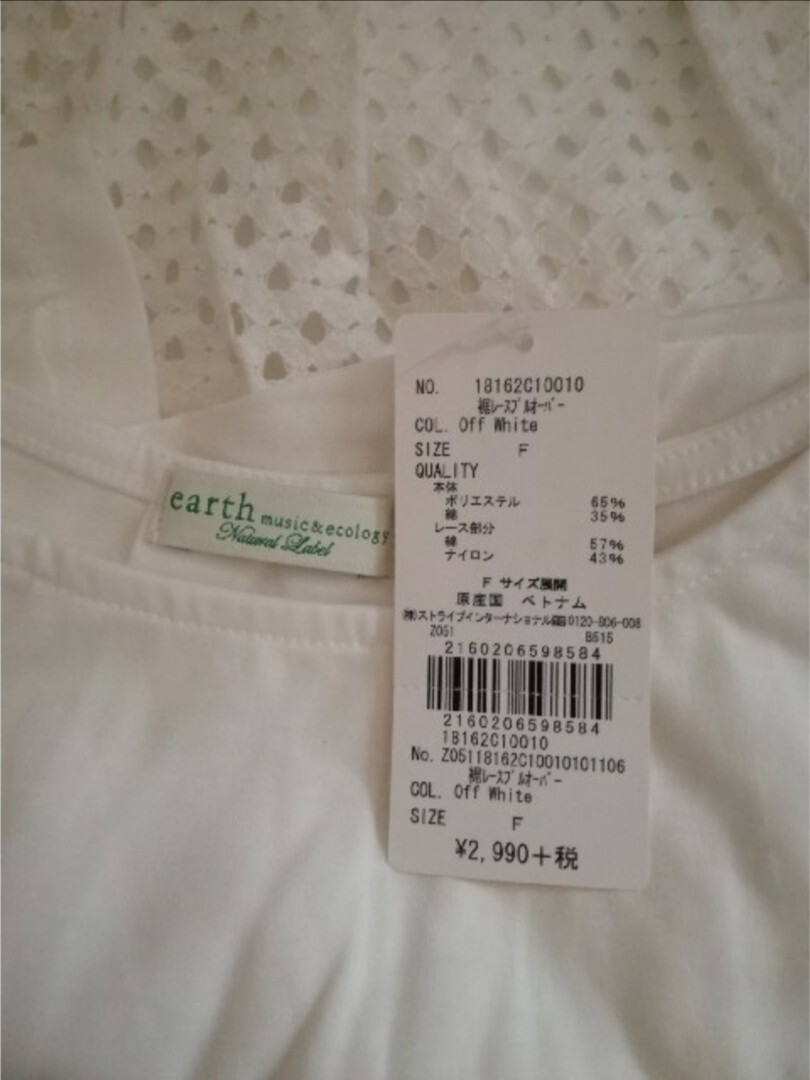 earth music&ecology
Natural Label
NO. 18162C10010
裾レースプルオーバー
COL. Off White
SIZE F
QUALITY
本体
ポリエステル 65%
綿 35%
レース部分
綿 57%
ナイロン 43%
F サイズ展開
原産国 ベトナム
(株)ストライプインターナショナル 0120-806-008
Z051 B515
2160206598584
2160206598584
18162C10010
No. Z05118162C10010101106
裾レースプルオーバー
COL. Off White
SIZE F
¥2,990+税